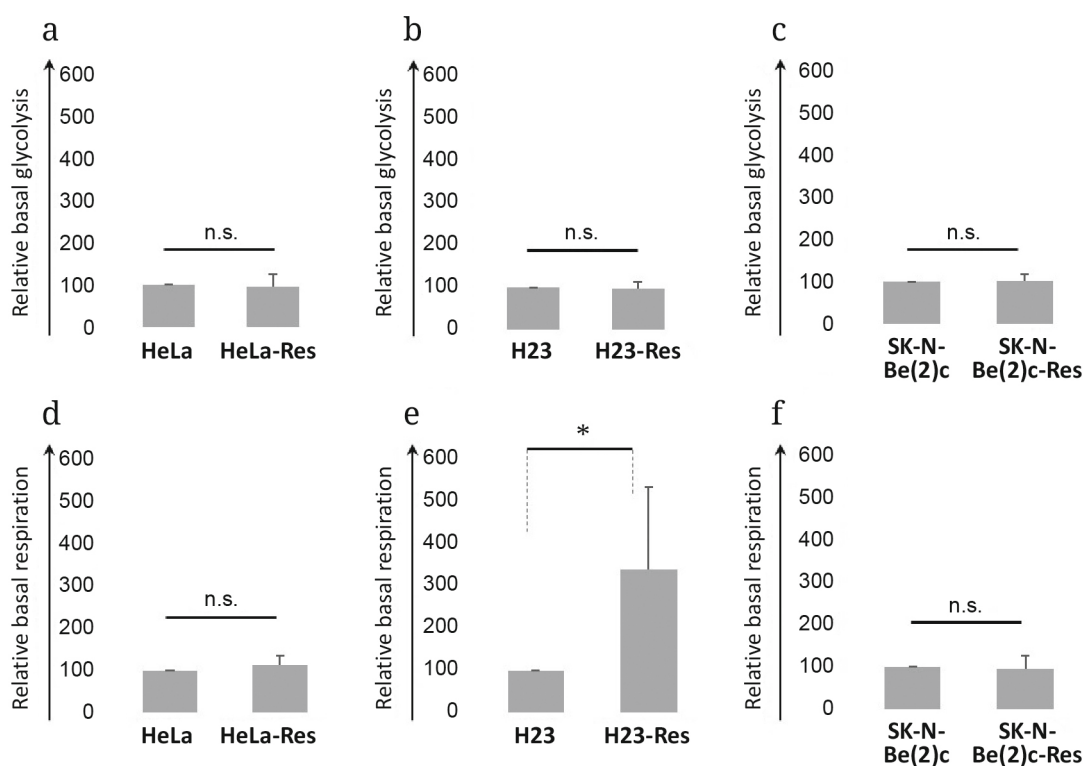 a
Relative basal glycolysis
600
500
400
300
200
100
0
n.s.
HeLa HeLa-Res
b
Relative basal glycolysis
600
500
400
300
200
100
0
n.s.
H23 H23-Res
c
Relative basal glycolysis
600
500
400
300
200
100
0
n.s.
SK-N- SK-N-
Be(2)c Be(2)c-Res
d
Relative basal respiration
600
500
400
300
200
100
0
n.s.
HeLa HeLa-Res
e
Relative basal respiration
600
500
400
300
200
100
0
*
H23 H23-Res
f
Relative basal respiration
600
500
400
300
200
100
0
n.s.
SK-N- SK-N-
Be(2)c Be(2)c-Res